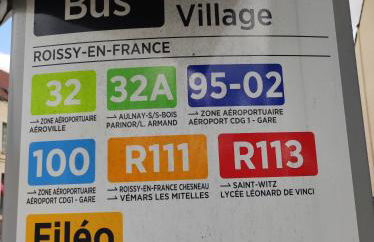 Bus
Village
ROISSY-EN-FRANCE
32 32A 95-02
→ ZONE AÉROPORTUAIRE
AÉROVILLE
→ AULNAY-S/S-BOIS
PARINOR/L. ARMAND
→ ZONE AÉROPORTUAIRE
AÉROPORT CDG 1 - GARE
100 R111 R113
→ ZONE AÉROPORTUAIRE
AÉROPORT CDG1 - GARE
→ ROISSY-EN-FRANCE CHESNEAU
→ VÉMARS LES MITELLES
→ SAINT-WITZ
LYCÉE LÉONARD DE VINCI
Filéo